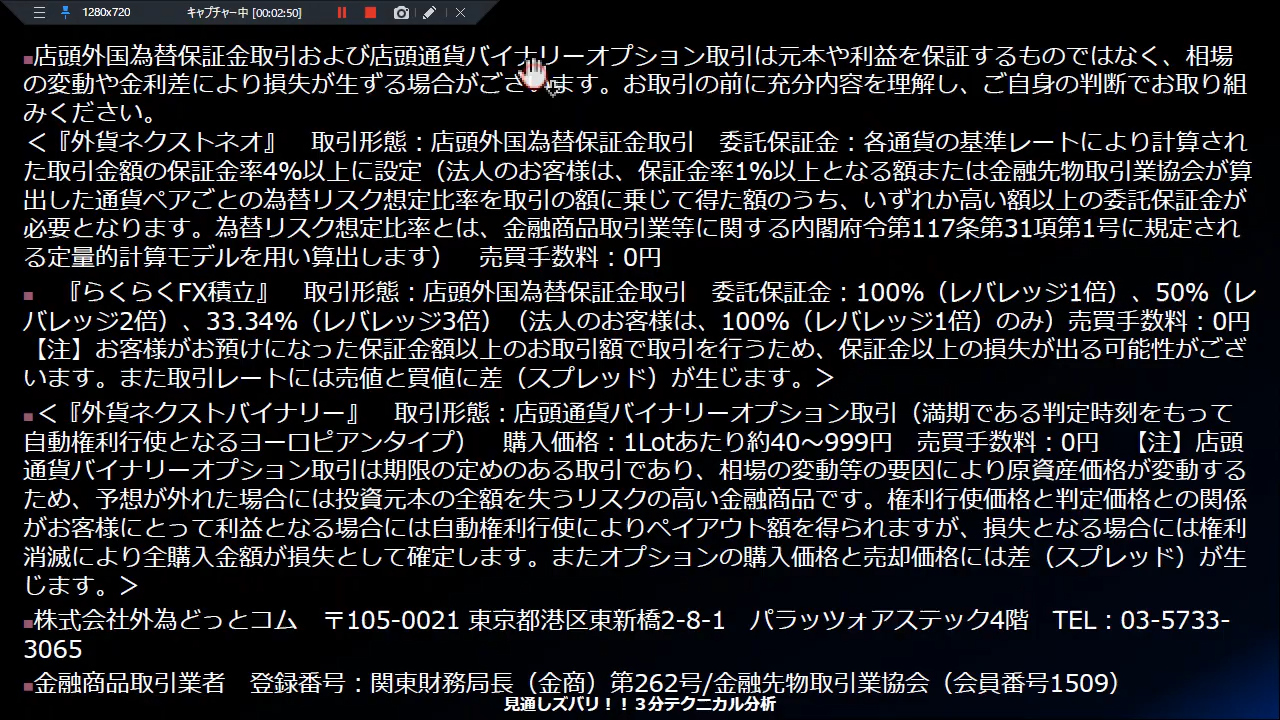 1280x720 キャプチャー中 [00:02:50]
店頭外国為替保証金取引および店頭通貨バイナリーオプション取引は元本や利益を保証するものではなく、相場
の変動や金利差により損失が生ずる場合がございます。お取引の前に充分内容を理解し、ご自身の判断でお取り組
みください。
＜『外貨ネクストネオ』　取引形態：店頭外国為替保証金取引　委託保証金：各通貨の基準レートにより計算され
た取引金額の保証金率4%以上に設定（法人のお客様は、保証金率1%以上となる額または金融先物取引業協会が算
出した通貨ペアごとの為替リスク想定比率を取引の額に乗じて得た額のうち、いずれか高い額以上の委託保証金が
必要となります。為替リスク想定比率とは、金融商品取引業等に関する内閣府令第117条第31項第1号に規定され
る定量的計算モデルを用い算出します）　売買手数料：0円
『らくらくFX積立』　取引形態：店頭外国為替保証金取引　委託保証金：100%（レバレッジ1倍）、50%（レ
バレッジ2倍）、33.34%（レバレッジ3倍）（法人のお客様は、100%（レバレッジ1倍）のみ）売買手数料：0円
【注】お客様がお預けになった保証金額以上のお取引額で取引を行うため、保証金以上の損失が出る可能性がござ
います。また取引レートには売値と買値に差（スプレッド）が生じます。＞
＜『外貨ネクストバイナリー』　取引形態：店頭通貨バイナリーオプション取引（満期である判定時刻をもって
自動権利行使となるヨーロピアンタイプ）　購入価格：1Lotあたり約40～999円　売買手数料：0円　【注】店頭
通貨バイナリーオプション取引は期限の定めのある取引であり、相場の変動等の要因により原資産価格が変動する
ため、予想が外れた場合には投資元本の全額を失うリスクの高い金融商品です。権利行使価格と判定価格との関係
がお客様にとって利益となる場合には自動権利行使によりペイアウト額を得られますが、損失となる場合には権利
消滅により全購入金額が損失として確定します。またオプションの購入価格と売却価格には差（スプレッド）が生
じます。＞
株式会社外為どっとコム　〒105-0021 東京都港区東新橋2-8-1　パラッツォアステック4階　TEL：03-5733-
3065
金融商品取引業者　登録番号：関東財務局長（金商）第262号/金融先物取引業協会（会員番号1509）
見通しズバリ！！３分テクニカル分析